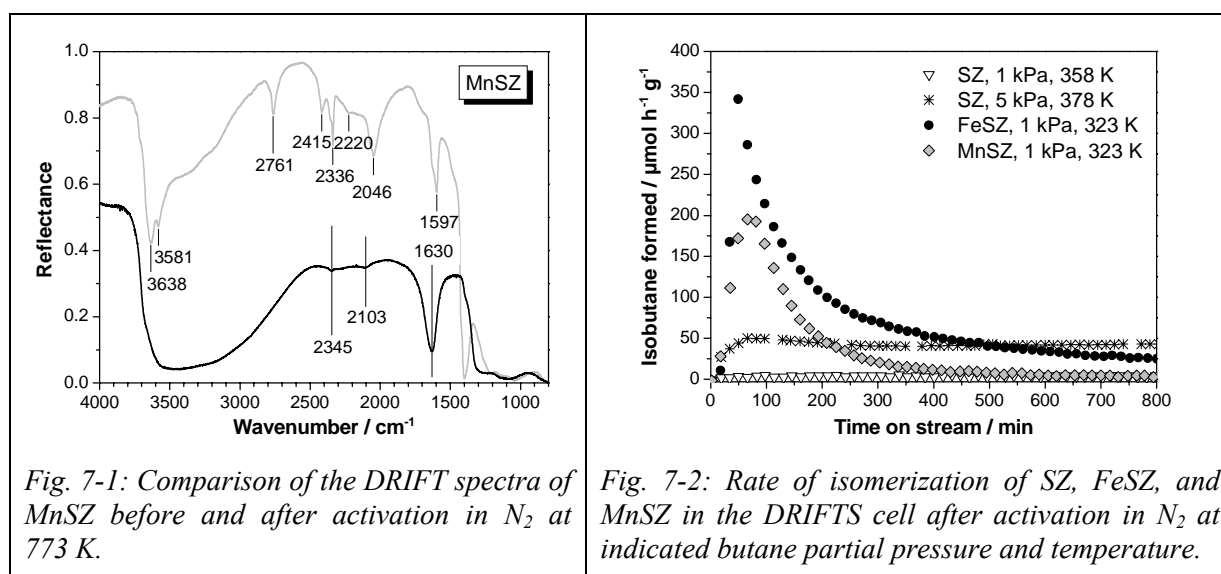 1.0
0.8
0.6
0.4
0.2
0.0
Reflectance
MnSZ
2415
2220
2761
2336
2046
1597
3581
1630
3638
2103
2345
4000 3500 3000 2500 2000 1500 1000
Wavenumber / cm-1
Fig. 7-1: Comparison of the DRIFT spectra of
MnSZ before and after activation in N2 at
773 K.
400
350
300
250
200
150
100
50
0
Isobutane formed / µmol h-1 g-1
SZ, 1 kPa, 358 K
SZ, 5 kPa, 378 K
FeSZ, 1 kPa, 323 K
MnSZ, 1 kPa, 323 K
0 100 200 300 400 500 600 700 800
Time on stream / min
Fig. 7-2: Rate of isomerization of SZ, FeSZ, and
MnSZ in the DRIFTS cell after activation in N2 at
indicated butane partial pressure and temperature.